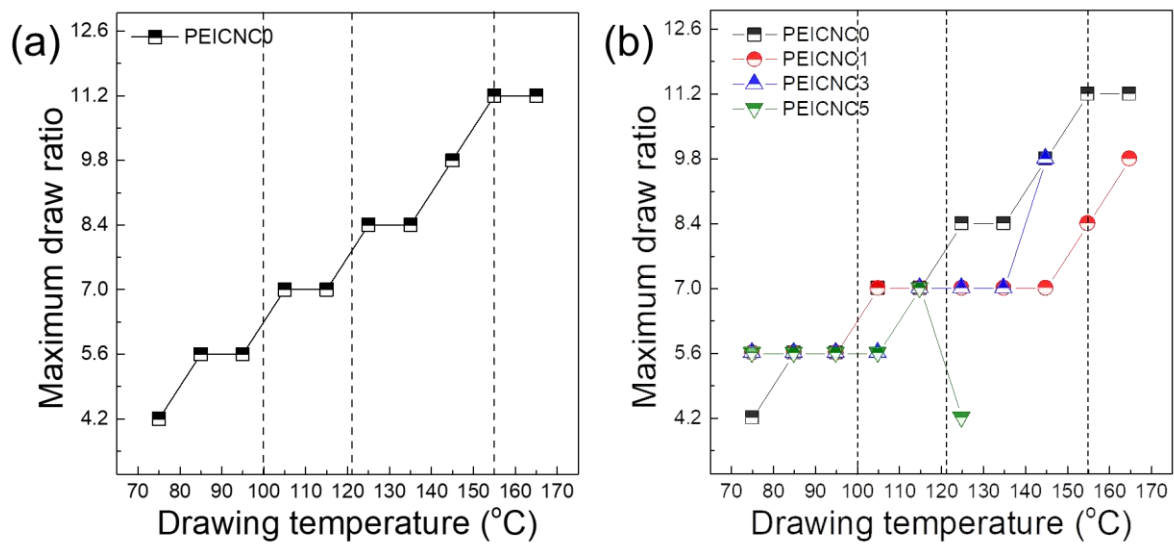 (a)
PEICNC0
12.6
11.2
9.8
8.4
7.0
5.6
4.2
Maximum draw ratio
70 80 90 100 110 120 130 140 150 160 170
Drawing temperature (°C)
(b)
PEICNC0
PEICNC1
PEICNC3
PEICNC5
12.6
11.2
9.8
8.4
7.0
5.6
4.2
Maximum draw ratio
70 80 90 100 110 120 130 140 150 160 170
Drawing temperature (°C)